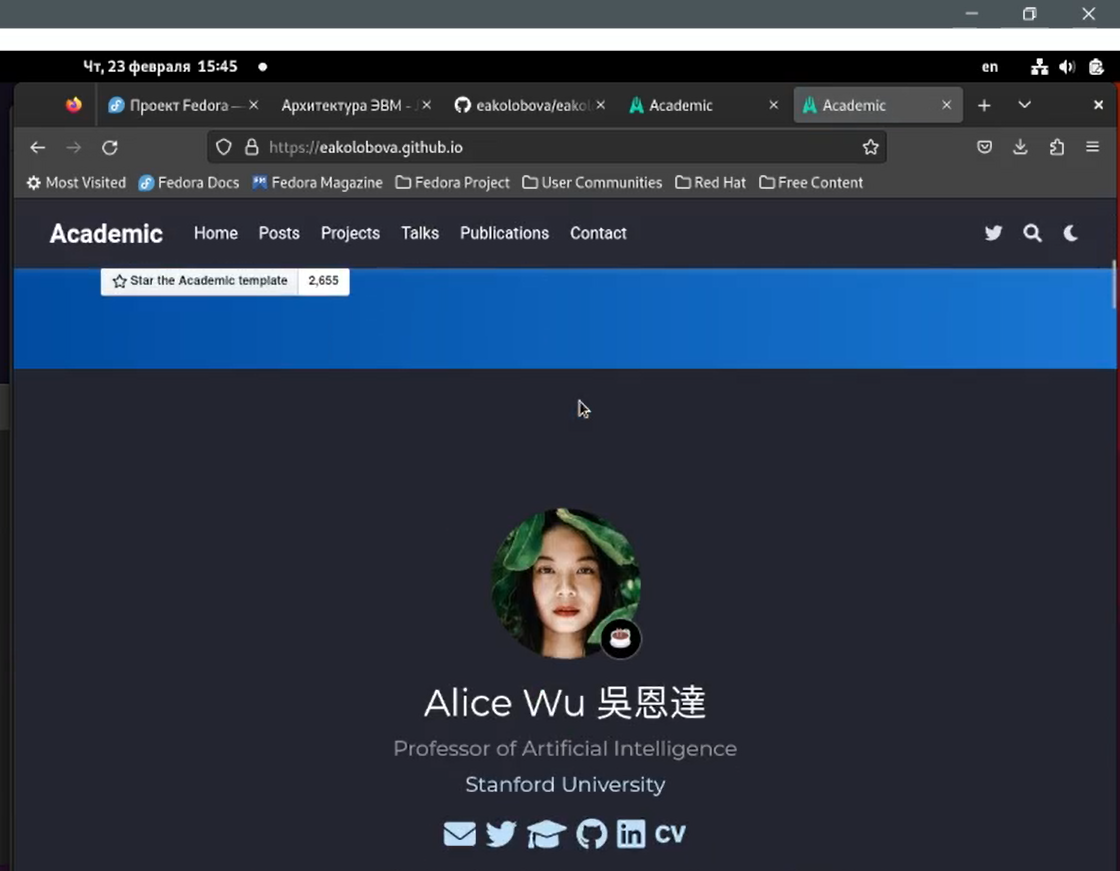 Чт, 23 февраля 15:45
en
Проект Fedora —
Архитектура ЭВМ -
eakolobova/eakol
Academic
Academic
https://eakolobova.github.io
Most Visited
Fedora Docs
Fedora Magazine
Fedora Project
User Communities
Red Hat
Free Content
Academic
Home
Posts
Projects
Talks
Publications
Contact
Star the Academic template
2,655
Alice Wu 吳恩達
Professor of Artificial Intelligence
Stanford University
in
CV